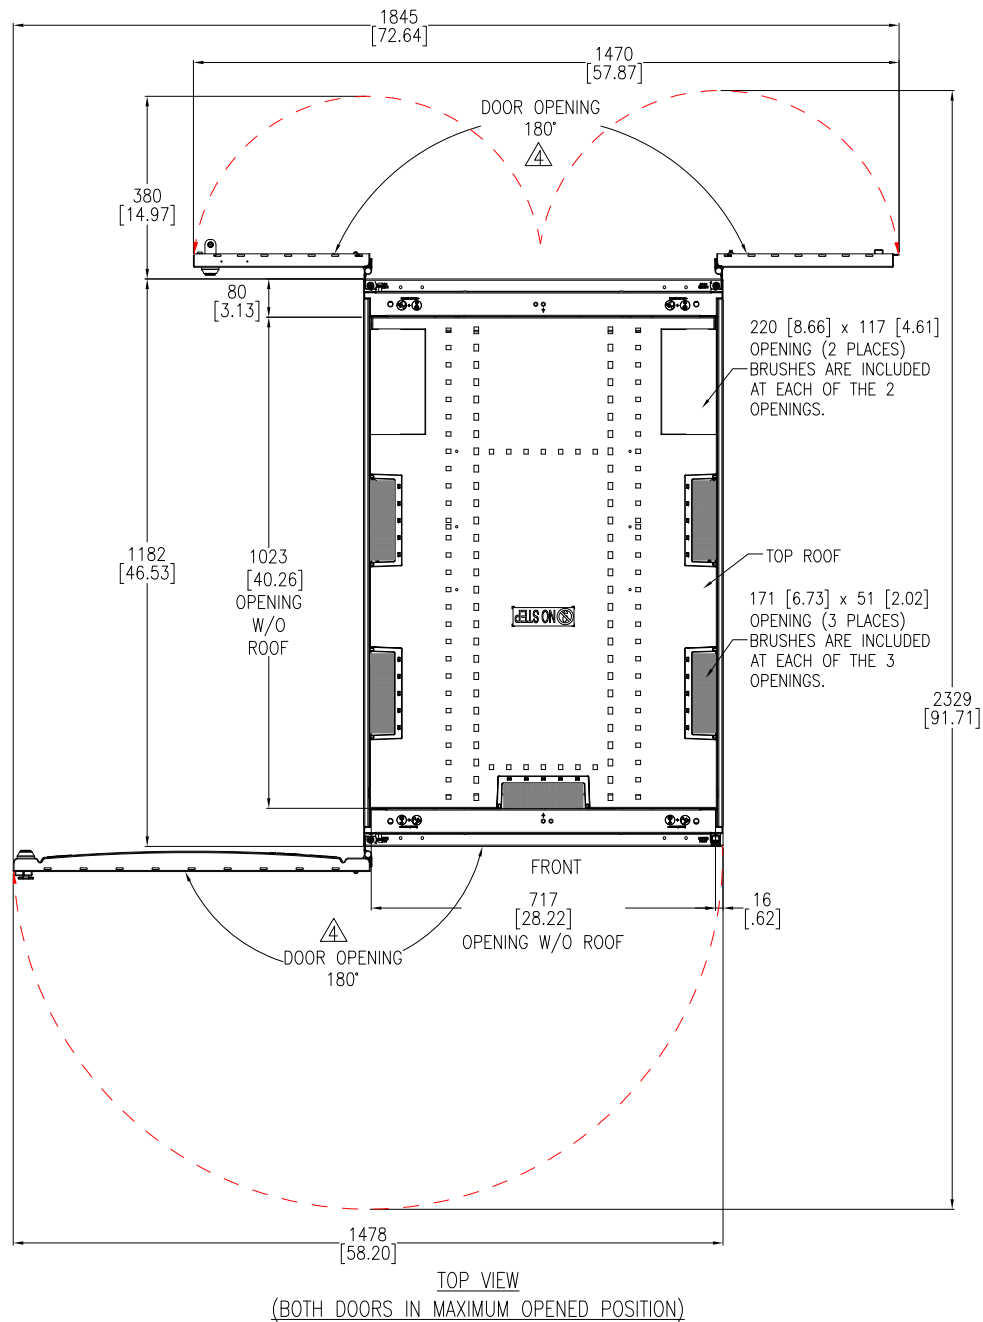 1845
[72.64]
1470
[57.87]
DOOR OPENING
180°
4
380
[14.97]
80
[3.13]
220 [8.66] x 117 [4.61]
OPENING (2 PLACES)
BRUSHES ARE INCLUDED
AT EACH OF THE 2
OPENINGS.
1182
[46.53]
1023
[40.26]
OPENING
W/O
ROOF
TOP ROOF
NO STEP
171 [6.73] x 51 [2.02]
OPENING (3 PLACES)
BRUSHES ARE INCLUDED
AT EACH OF THE 3
OPENINGS.
2329
[91.71]
FRONT
717
[28.22]
OPENING W/O ROOF
16
[.62]
4
DOOR OPENING
180°
1478
[58.20]
TOP VIEW
(BOTH DOORS IN MAXIMUM OPENED POSITION)